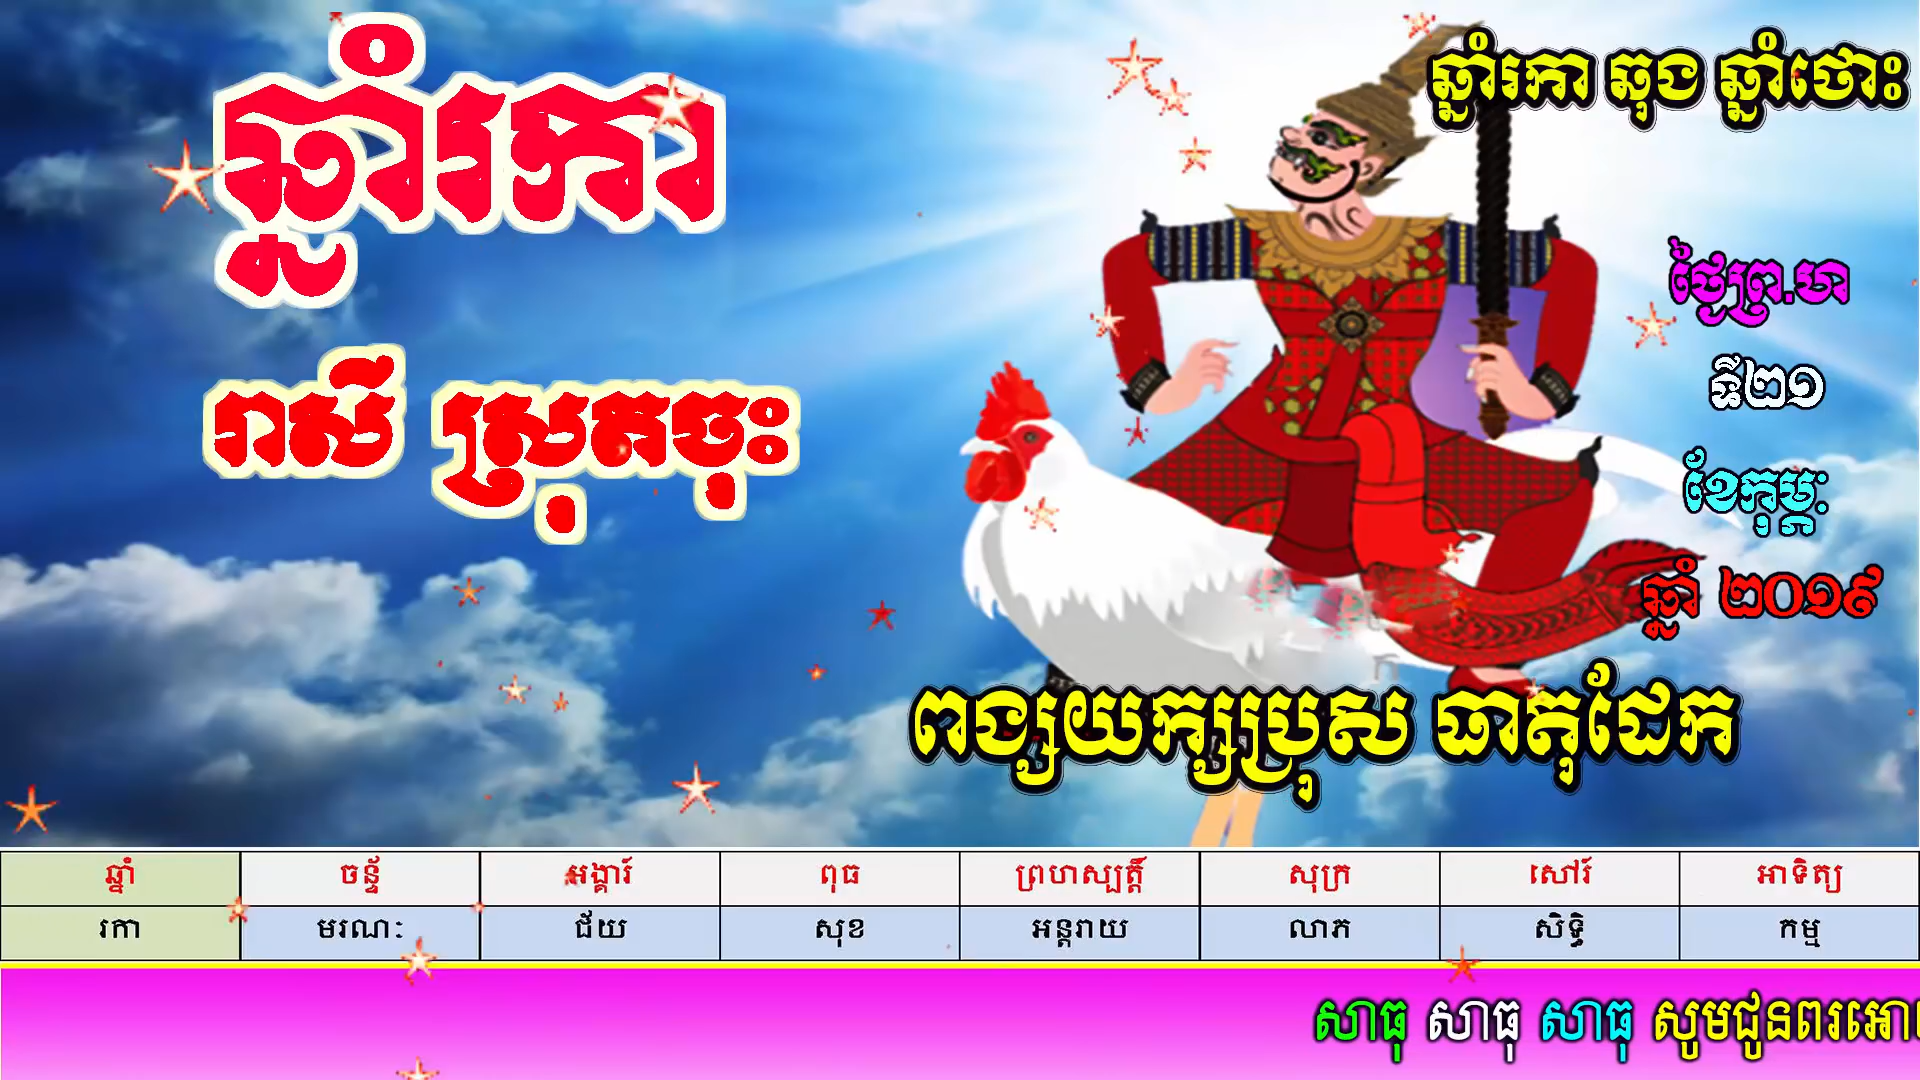 ឆ្នាំរកា
រាសី ស្រុតចុះ
ឆ្នាំរកា ឆុង ឆ្នាំថោះ
ថ្ងៃព្រ.ហ
ទី២១
ខែកុម្ភៈ
ឆ្នាំ ២០១៩
ពង្សយក្សប្រុស ធាតុដែក
ឆ្នាំ ចន្ទ័ អង្គារ៍ ពុធ ព្រហស្បត្តិ៍ សុក្រ សៅរ៍ អាទិត្យ
រកា មរណៈ ជ័យ សុខ អន្តរាយ លាភ សិទ្ធិ កម្ម
សាធុ សាធុ សាធុ សូមជូនពរអោ